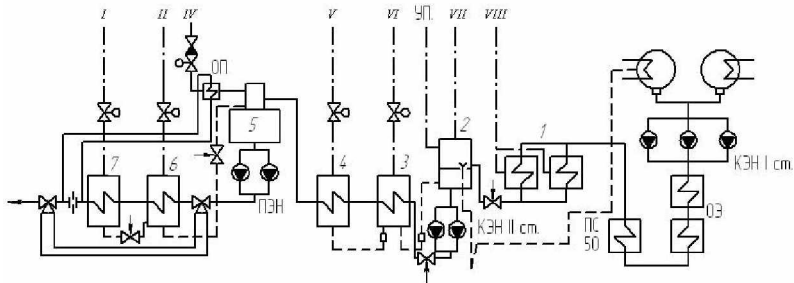 I II IV V VI УП. VII VIII
ОП
5
2
1
7 6
4 3
КЭН I ст.
ПЭН
КЭН II ст.
ПС
50
ОЭ